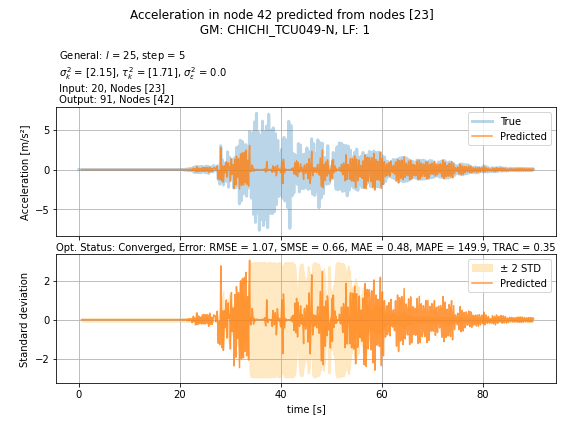 Acceleration in node 42 predicted from nodes [23]
GM: CHICHI_TCU049-N, LF: 1
General: l = 25, step = 5
σ²ₖ = [2.15], τ²ₖ = [1.71], σ²ε = 0.0
Input: 20, Nodes [23]
Output: 91, Nodes [42]
Acceleration [m/s²]
5
0
−5
True
Predicted
Opt. Status: Converged, Error: RMSE = 1.07, SMSE = 0.66, MAE = 0.48, MAPE = 149.9, TRAC = 0.35
Standard deviation
2
0
−2
± 2 STD
Predicted
0 20 40 60 80
time [s]